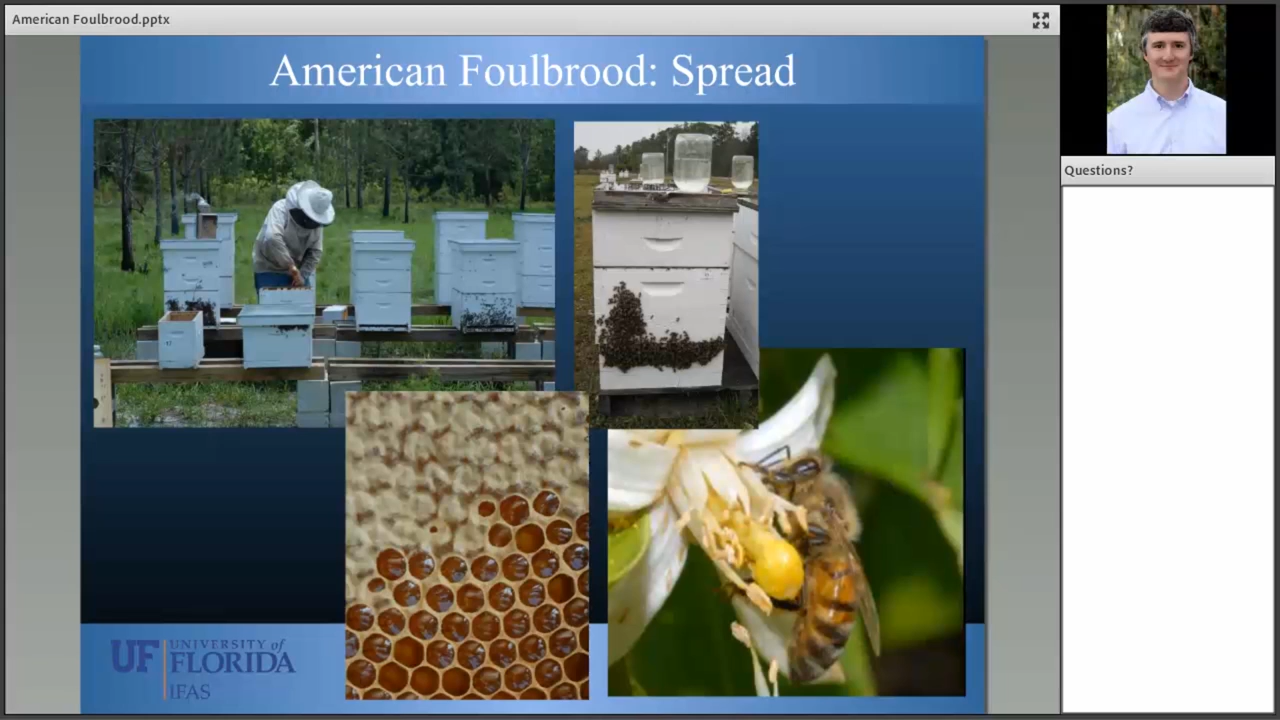 American Foulbrood.pptx
American Foulbrood: Spread
Questions?
UF UNIVERSITY of
FLORIDA
IFAS